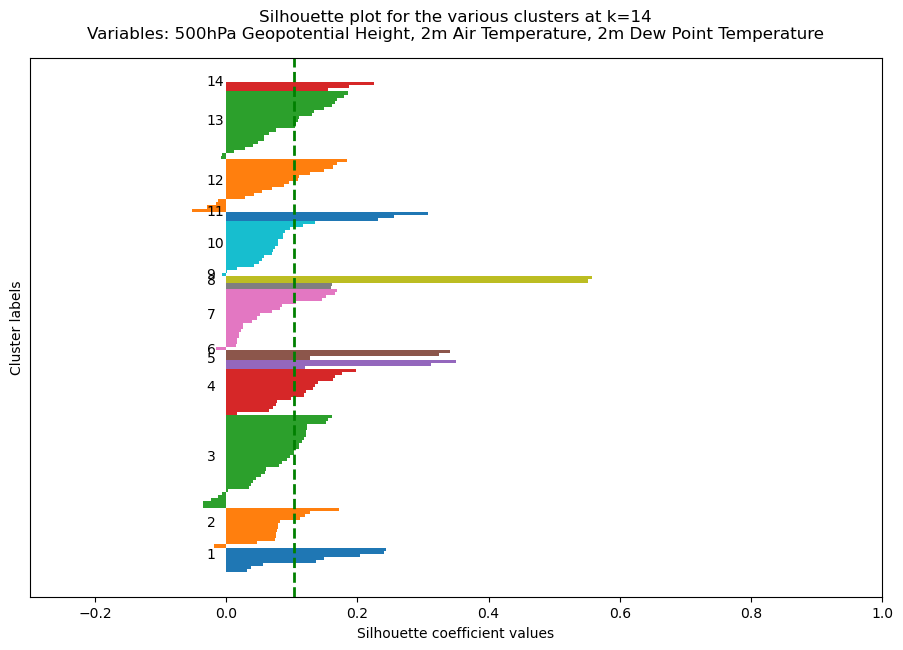 Silhouette plot for the various clusters at k=14
Variables: 500hPa Geopotential Height, 2m Air Temperature, 2m Dew Point Temperature
14
13
12
11
10
9
8
7
6
5
4
3
2
1
Cluster labels
−0.2 0.0 0.2 0.4 0.6 0.8 1.0
Silhouette coefficient values